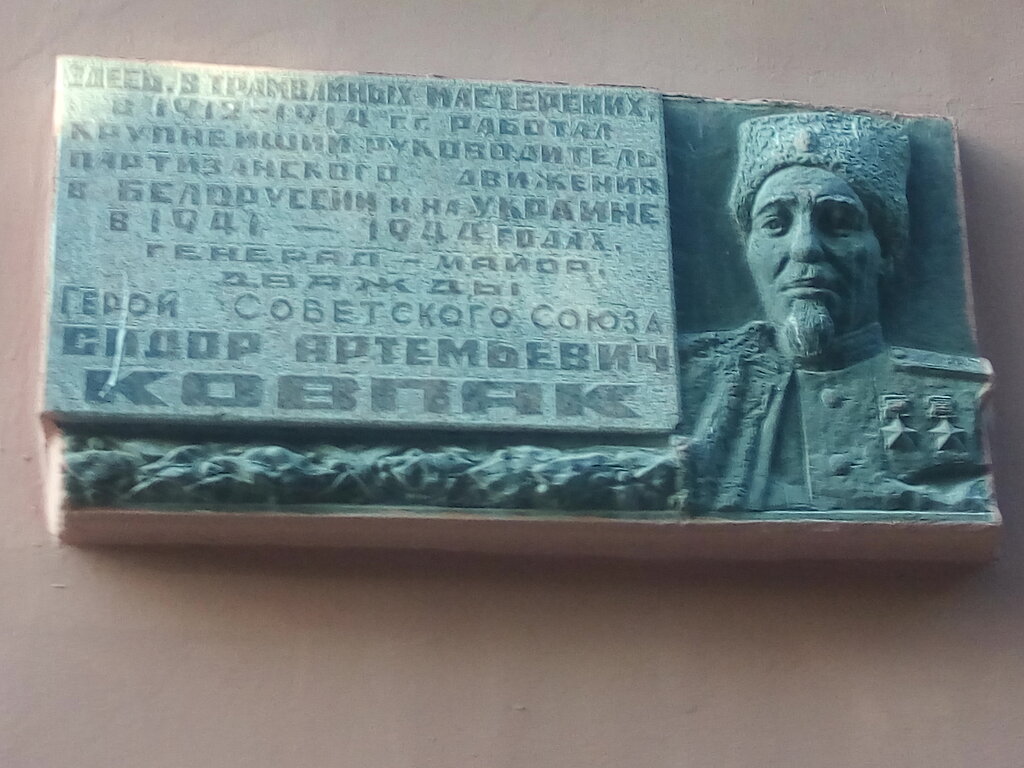 ЗДЕСЬ, В ТРАМВАЙНЫХ МАСТЕРСКИХ,
В 1912-1914 ГГ. РАБОТАЛ
КРУПНЕЙШИЙ РУКОВОДИТЕЛЬ
ПАРТИЗАНСКОГО ДВИЖЕНИЯ
В БЕЛОРУССИИ И НА УКРАИНЕ
В 1941 — 1944 ГОДАХ,
ГЕНЕРАЛ-МАЙОР,
ДВАЖДЫ
ГЕРОЙ СОВЕТСКОГО СОЮЗА
СИДОР АРТЕМЬЕВИЧ
КОВПАК